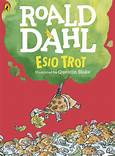 ROALD
DAHL
ESIO TROT
Illustrated by Quentin Blake